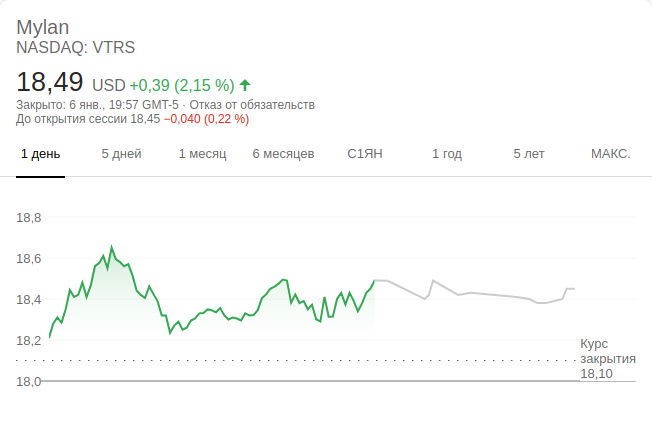 Mylan
NASDAQ: VTRS
18,49 USD +0,39 (2,15 %)
Закрыто: 6 янв., 19:57 GMT-5 · Отказ от обязательств
До открытия сессии 18,45 −0,040 (0,22 %)
1 день 5 дней 1 месяц 6 месяцев С1ЯН 1 год 5 лет МАКС.
18,8
18,6
18,4
18,2
18,0
Курс
закрытия
18,10